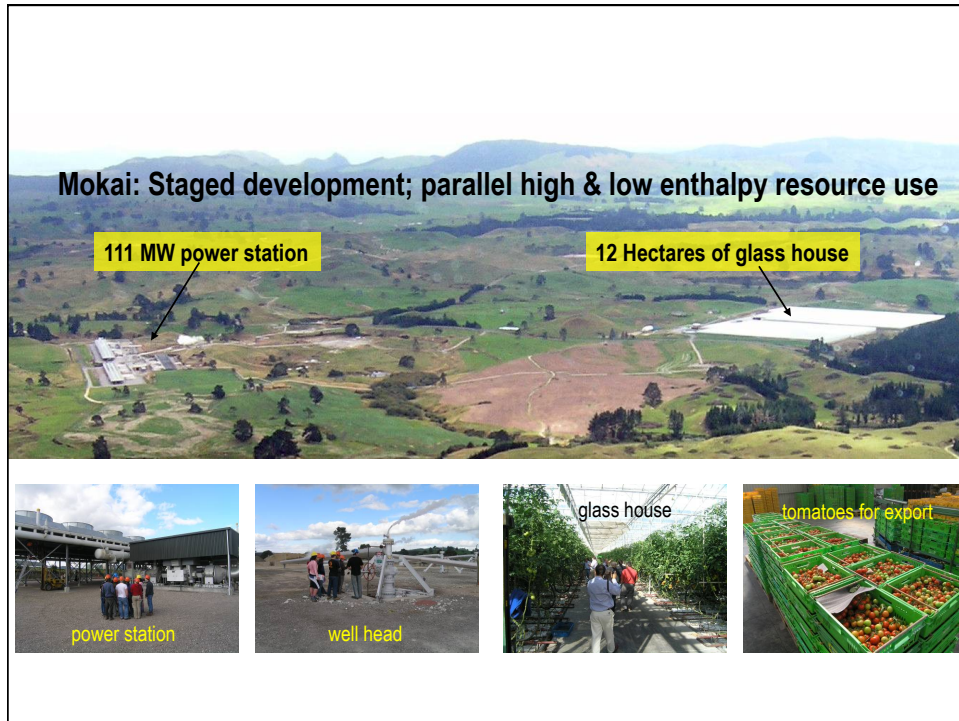 Mokai: Staged development; parallel high & low enthalpy resource use
111 MW power station
12 Hectares of glass house
power station
well head
glass house
tomatoes for export